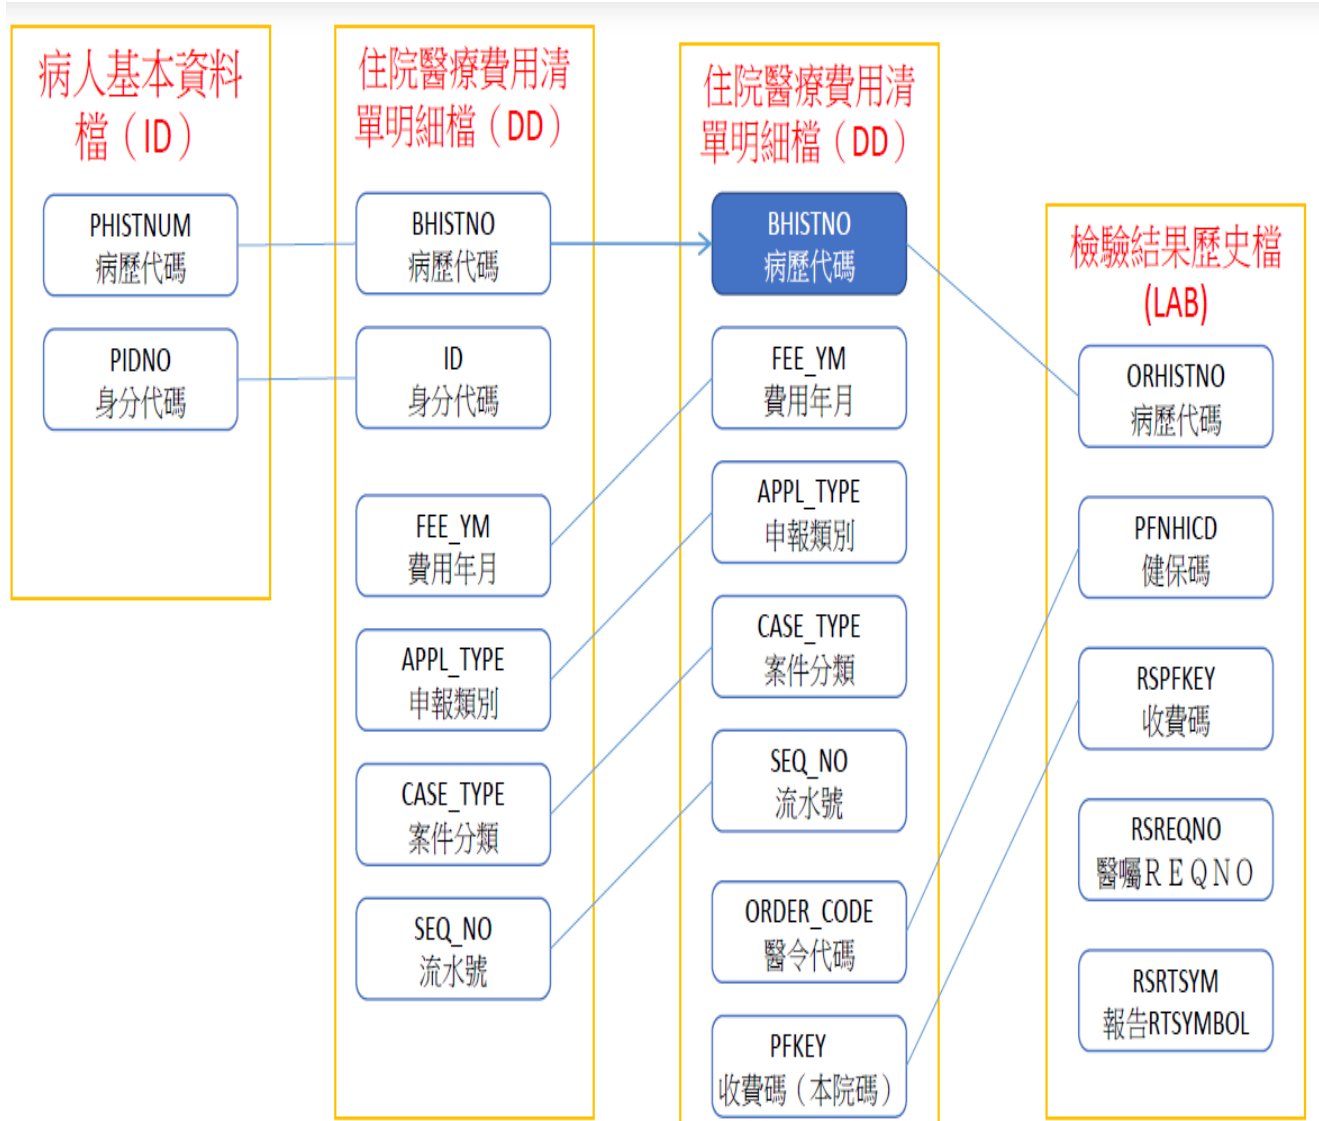 病人基本資料
檔（ID）
PHISTNUM
病歷代碼
PIDNO
身分代碼
住院醫療費用清
單明細檔（DD）
BHISTNO
病歷代碼
ID
身分代碼
FEE_YM
費用年月
APPL_TYPE
申報類別
CASE_TYPE
案件分類
SEQ_NO
流水號
住院醫療費用清
單明細檔（DD）
BHISTNO
病歷代碼
FEE_YM
費用年月
APPL_TYPE
申報類別
CASE_TYPE
案件分類
SEQ_NO
流水號
ORDER_CODE
醫令代碼
PFKEY
收費碼（本院碼）
檢驗結果歷史檔
(LAB)
ORHISTNO
病歷代碼
PFNHICD
健保碼
RSPFKEY
收費碼
RSREQNO
醫囑ＲＥＱＮＯ
RSRTSYM
報告RTSYMBOL